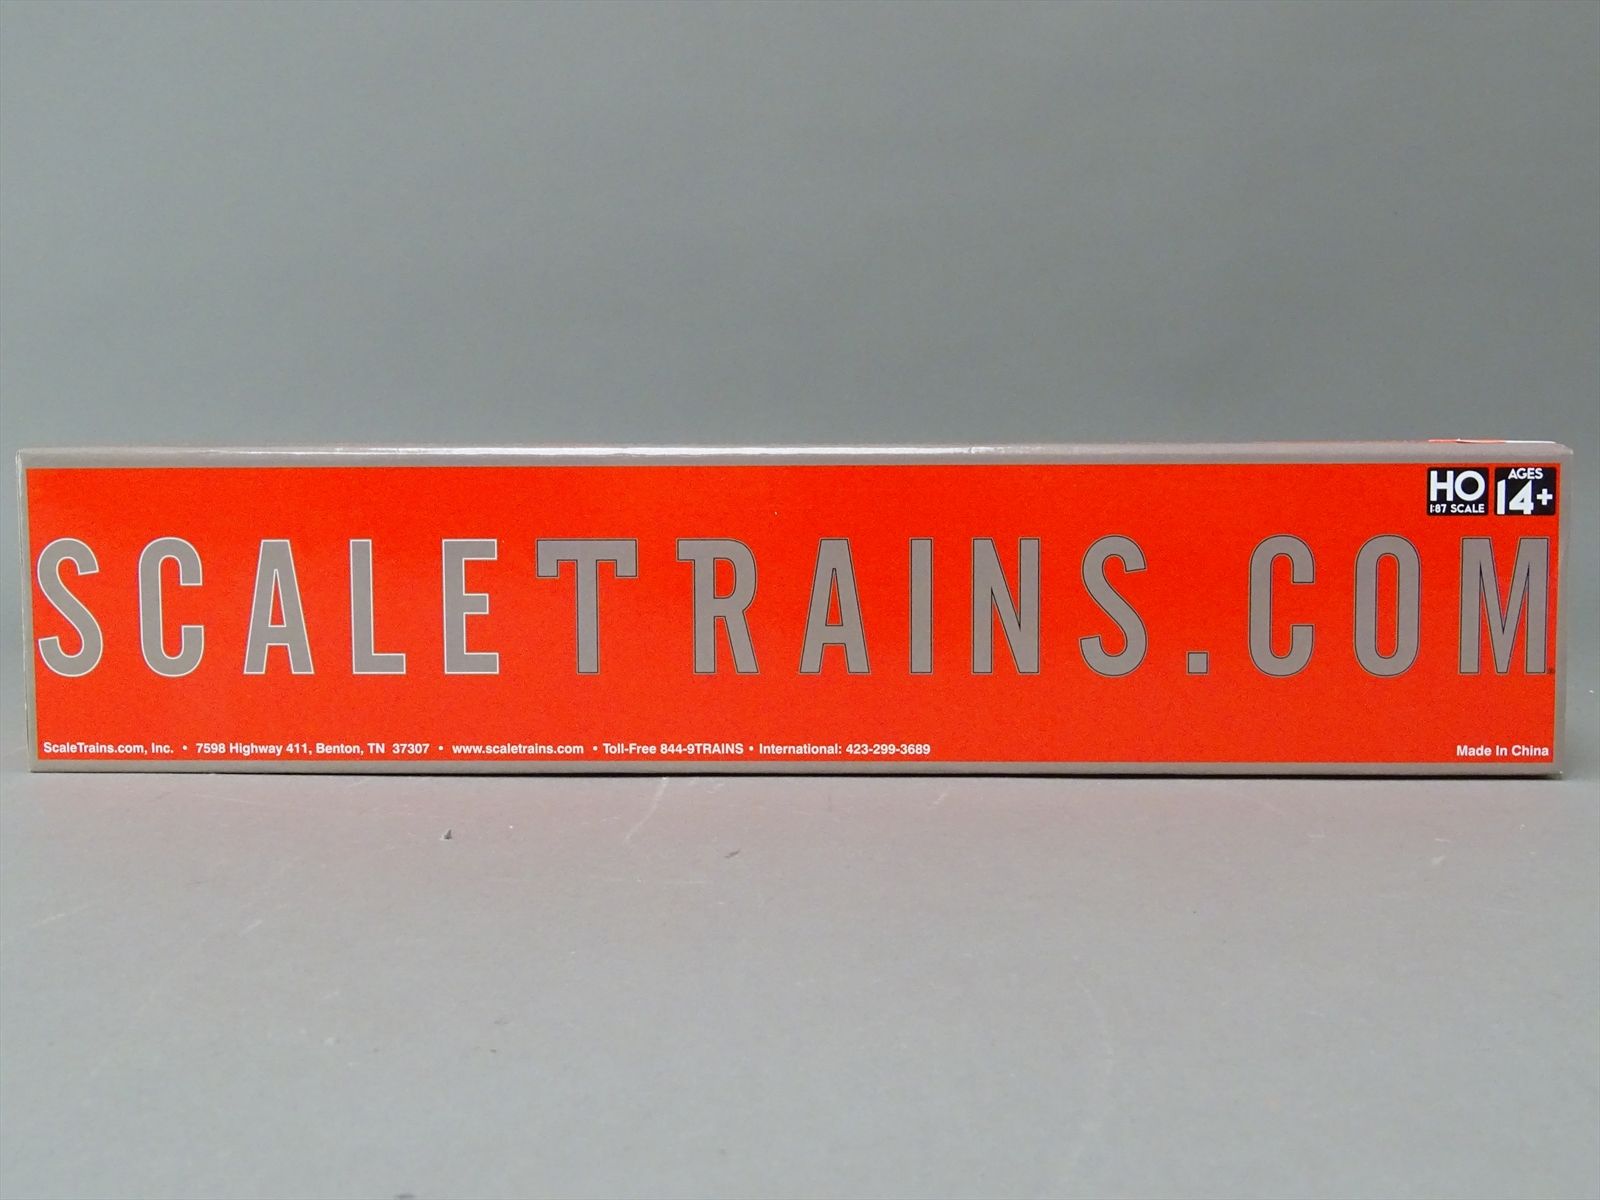 HO
1:87 SCALE
AGES
14+
SCALETRAINS.COM®
ScaleTrains.com, Inc. • 7598 Highway 411, Benton, TN 37307 • www.scaletrains.com • Toll-Free 844-9TRAINS • International: 423-299-3689
Made In China